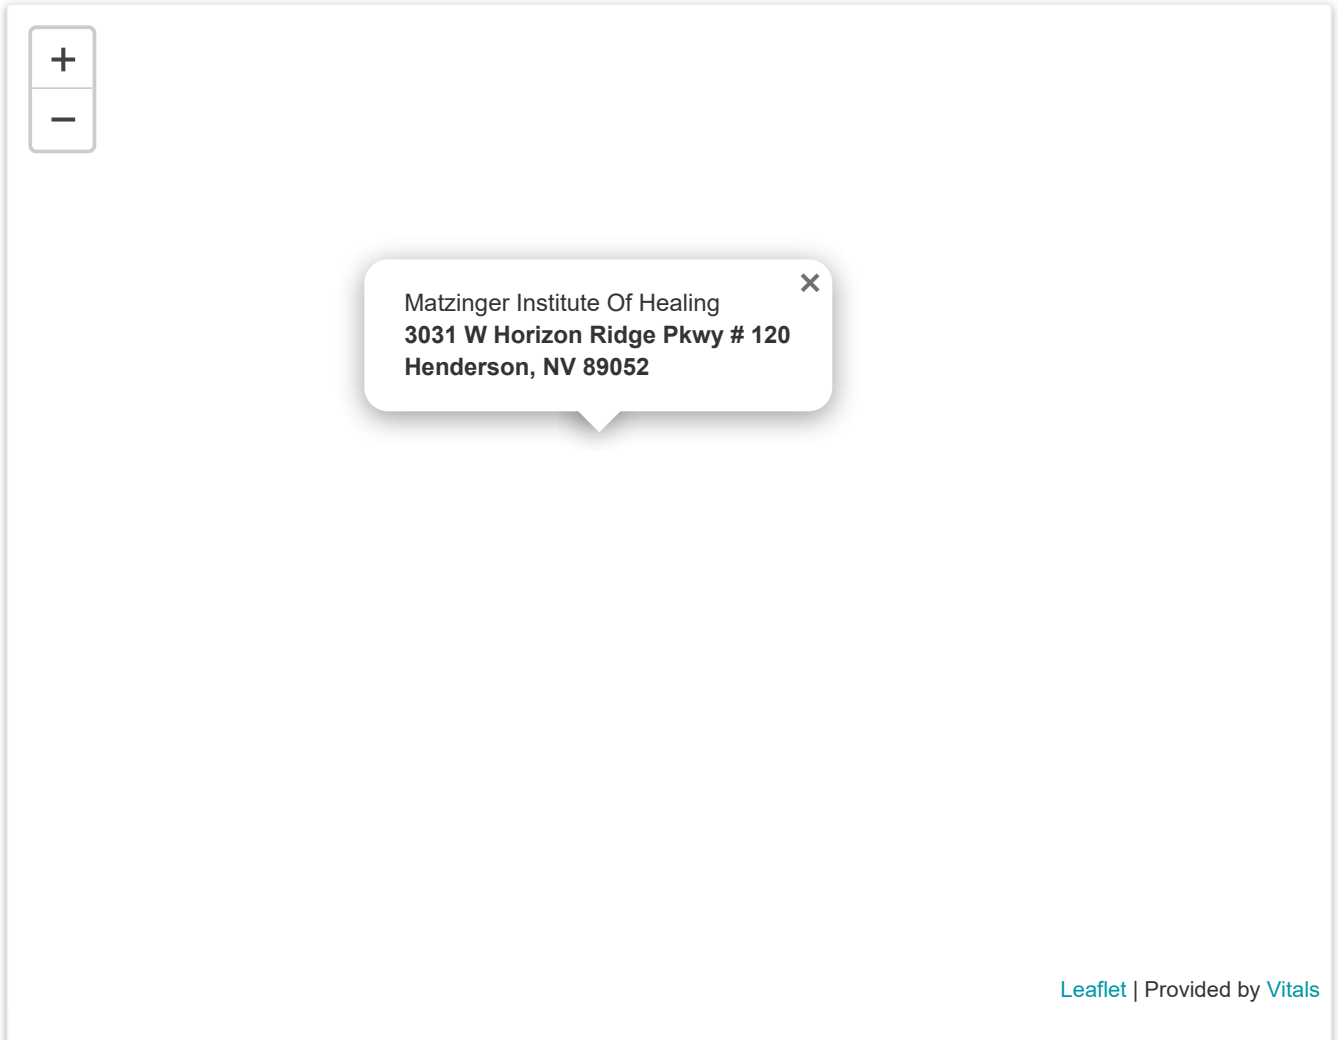 +
−
Matzinger Institute Of Healing
3031 W Horizon Ridge Pkwy # 120
Henderson, NV 89052
×
Leaflet | Provided by Vitals